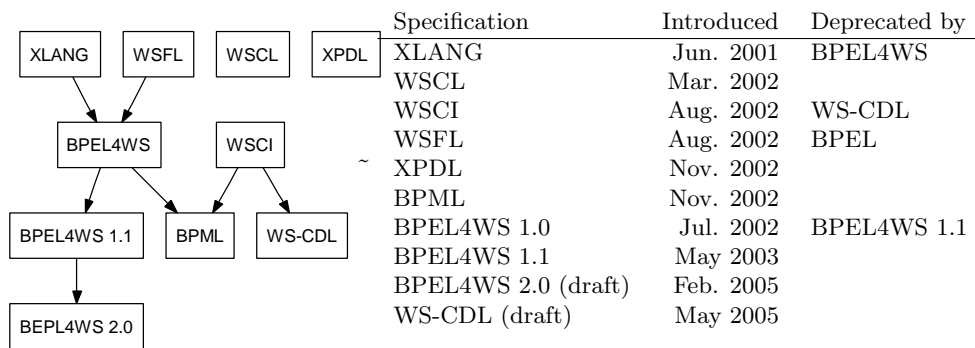 XLANG WSFL WSCL XPDL
BPEL4WS WSCI
BPEL4WS 1.1 BPML WS-CDL
BEPL4WS 2.0
~
Specification Introduced Deprecated by
XLANG Jun. 2001 BPEL4WS
WSCL Mar. 2002
WSCI Aug. 2002 WS-CDL
WSFL Aug. 2002 BPEL
XPDL Nov. 2002
BPML Nov. 2002
BPEL4WS 1.0 Jul. 2002 BPEL4WS 1.1
BPEL4WS 1.1 May 2003
BPEL4WS 2.0 (draft) Feb. 2005
WS-CDL (draft) May 2005